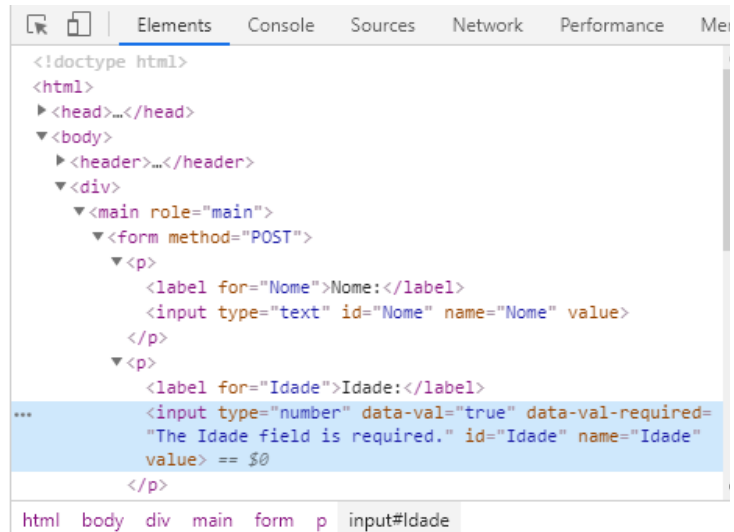 Elements Console Sources Network Performance Mer
<!doctype html>
<html>
<head>…</head>
<body>
<header>…</header>
<div>
<main role="main">
<form method="POST">
<p>
<label for="Nome">Nome:</label>
<input type="text" id="Nome" name="Nome" value>
</p>
<p>
<label for="Idade">Idade:</label>
<input type="number" data-val="true" data-val-required=
"The Idade field is required." id="Idade" name="Idade"
value> == $0
</p>
html body div main form p input#Idade